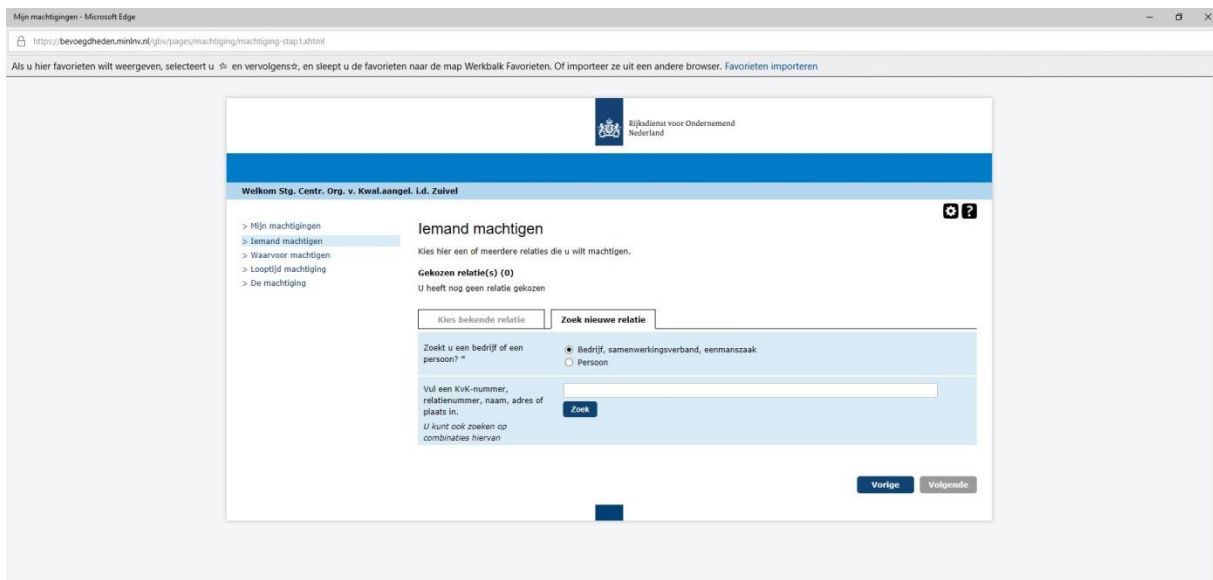 Mijn machtigingen - Microsoft Edge
https://bevoegdheden.minlnv.nl/gbv/pages/machtiging/machtiging-stap1.xhtml
Als u hier favorieten wilt weergeven, selecteert u ☆ en vervolgens☆, en sleept u de favorieten naar de map Werkbalk Favorieten. Of importeer ze uit een andere browser. Favorieten importeren
Rijksdienst voor Ondernemend
Nederland
Welkom Stg. Centr. Org. v. Kwal.aangel. i.d. Zuivel
> Mijn machtigingen
> Iemand machtigen
> Waarvoor machtigen
> Looptijd machtiging
> De machtiging
Iemand machtigen
Kies hier een of meerdere relaties die u wilt machtigen.
Gekozen relatie(s) (0)
U heeft nog geen relatie gekozen
Kies bekende relatie
Zoek nieuwe relatie
Zoekt u een bedrijf of een
persoon? *
Bedrijf, samenwerkingsverband, eenmanszaak
Persoon
Vul een KvK-nummer,
relatienummer, naam, adres of
plaats in.
U kunt ook zoeken op
combinaties hiervan
Zoek
Vorige
Volgende